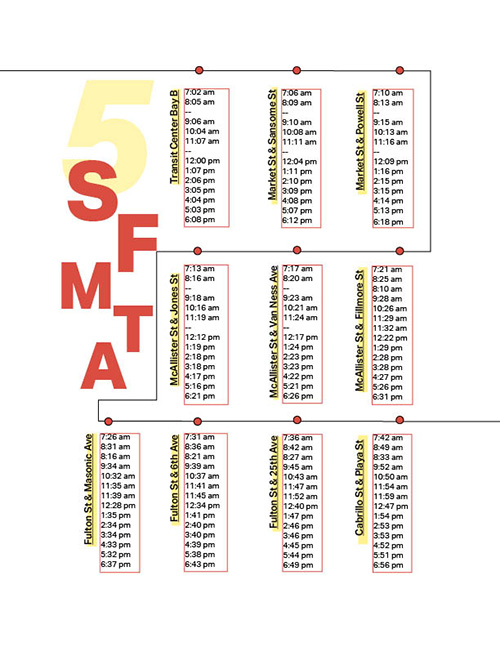 5
SFMTA
Transit Center Bay B
7:02 am
8:05 am
--
9:06 am
10:04 am
11:07 am
--
12:00 pm
1:07 pm
2:06 pm
3:05 pm
4:04 pm
5:03 pm
6:08 pm
Market St & Sansome St
7:06 am
8:09 am
--
9:10 am
10:08 am
11:11 am
--
12:04 pm
1:11 pm
2:10 pm
3:09 pm
4:08 pm
5:07 pm
6:12 pm
Market St & Powell St
7:10 am
8:13 am
--
9:15 am
10:13 am
11:16 am
--
12:09 pm
1:16 pm
2:15 pm
3:15 pm
4:14 pm
5:13 pm
6:18 pm
McAllister St & Jones St
7:13 am
8:16 am
--
9:18 am
10:16 am
11:19 am
--
12:12 pm
1:19 pm
2:18 pm
3:18 pm
4:17 pm
5:16 pm
6:21 pm
McAllister St & Van Ness Ave
7:17 am
8:20 am
--
9:23 am
10:21 am
11:24 am
--
12:17 pm
1:24 pm
2:23 pm
3:23 pm
4:22 pm
5:21 pm
6:26 pm
McAllister St & Fillmore St
7:21 am
8:25 am
8:10 am
9:28 am
10:26 am
11:29 am
11:32 am
12:22 pm
1:29 pm
2:28 pm
3:28 pm
4:27 pm
5:26 pm
6:31 pm
Fulton St & Masonic Ave
7:26 am
8:31 am
8:16 am
9:34 am
10:32 am
11:35 am
11:39 am
12:28 pm
1:35 pm
2:34 pm
3:34 pm
4:33 pm
5:32 pm
6:37 pm
Fulton St & 6th Ave
7:31 am
8:36 am
8:21 am
9:39 am
10:37 am
11:41 am
11:45 am
12:34 pm
1:41 pm
2:40 pm
3:40 pm
4:39 pm
5:38 pm
6:43 pm
Fulton St & 25th Ave
7:36 am
8:42 am
8:27 am
9:45 am
10:43 am
11:47 am
11:52 am
12:40 pm
1:47 pm
2:46 pm
3:46 pm
4:45 pm
5:44 pm
6:49 pm
Cabrillo St & Playa St
7:42 am
8:49 am
8:33 am
9:52 am
10:50 am
11:54 am
11:59 am
12:47 pm
1:54 pm
2:53 pm
3:53 pm
4:52 pm
5:51 pm
6:56 pm